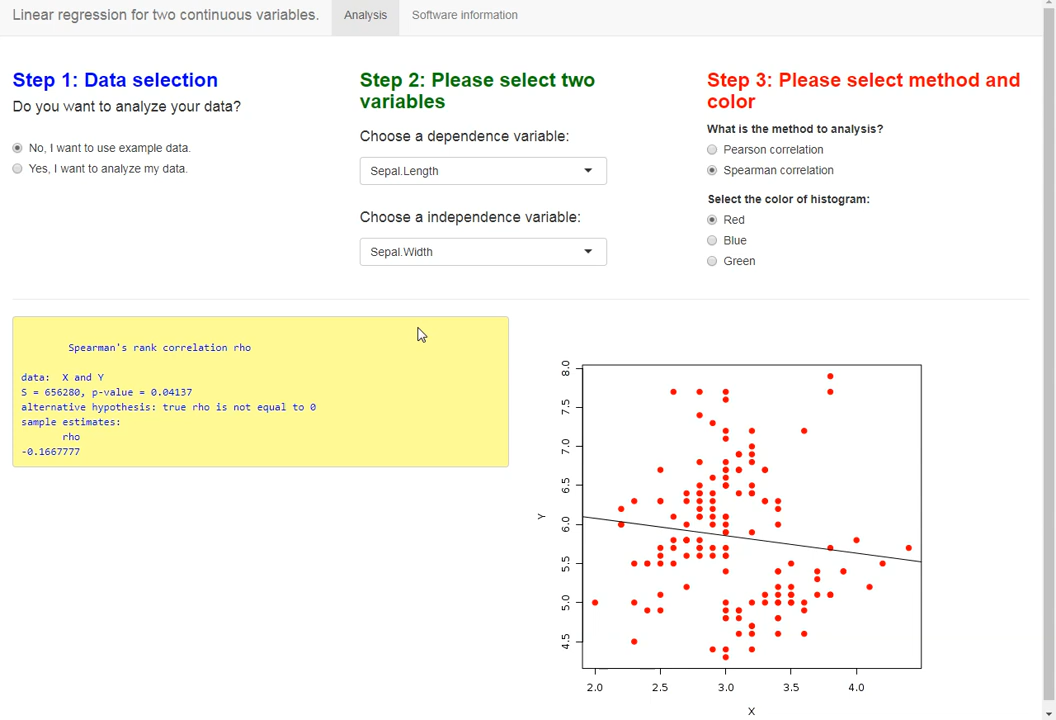 Linear regression for two continuous variables.
Analysis
Software information
Step 1: Data selection
Do you want to analyze your data?
No, I want to use example data.
Yes, I want to analyze my data.
Step 2: Please select two
variables
Choose a dependence variable:
Sepal.Length
Choose a independence variable:
Sepal.Width
Step 3: Please select method and
color
What is the method to analysis?
Pearson correlation
Spearman correlation
Select the color of histogram:
Red
Blue
Green
Spearman's rank correlation rho
data:  X and Y
S = 656280, p-value = 0.04137
alternative hypothesis: true rho is not equal to 0
sample estimates:
rho
-0.1667777
8.0
7.5
7.0
6.5
6.0
5.5
5.0
4.5
Y
2.0 2.5 3.0 3.5 4.0
X